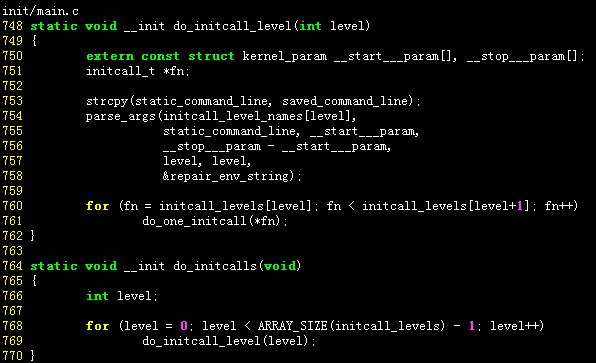 init/main.c
748 static void __init do_initcall_level(int level)
749 {
750         extern const struct kernel_param __start___param[], __stop___param[];
751         initcall_t *fn;
752
753         strcpy(static_command_line, saved_command_line);
754         parse_args(initcall_level_names[level],
755                    static_command_line, __start___param,
756                    __stop___param - __start___param,
757                    level, level,
758                    &repair_env_string);
759
760         for (fn = initcall_levels[level]; fn < initcall_levels[level+1]; fn++)
761                 do_one_initcall(*fn);
762 }
763
764 static void __init do_initcalls(void)
765 {
766         int level;
767
768         for (level = 0; level < ARRAY_SIZE(initcall_levels) - 1; level++)
769                 do_initcall_level(level);
770 }